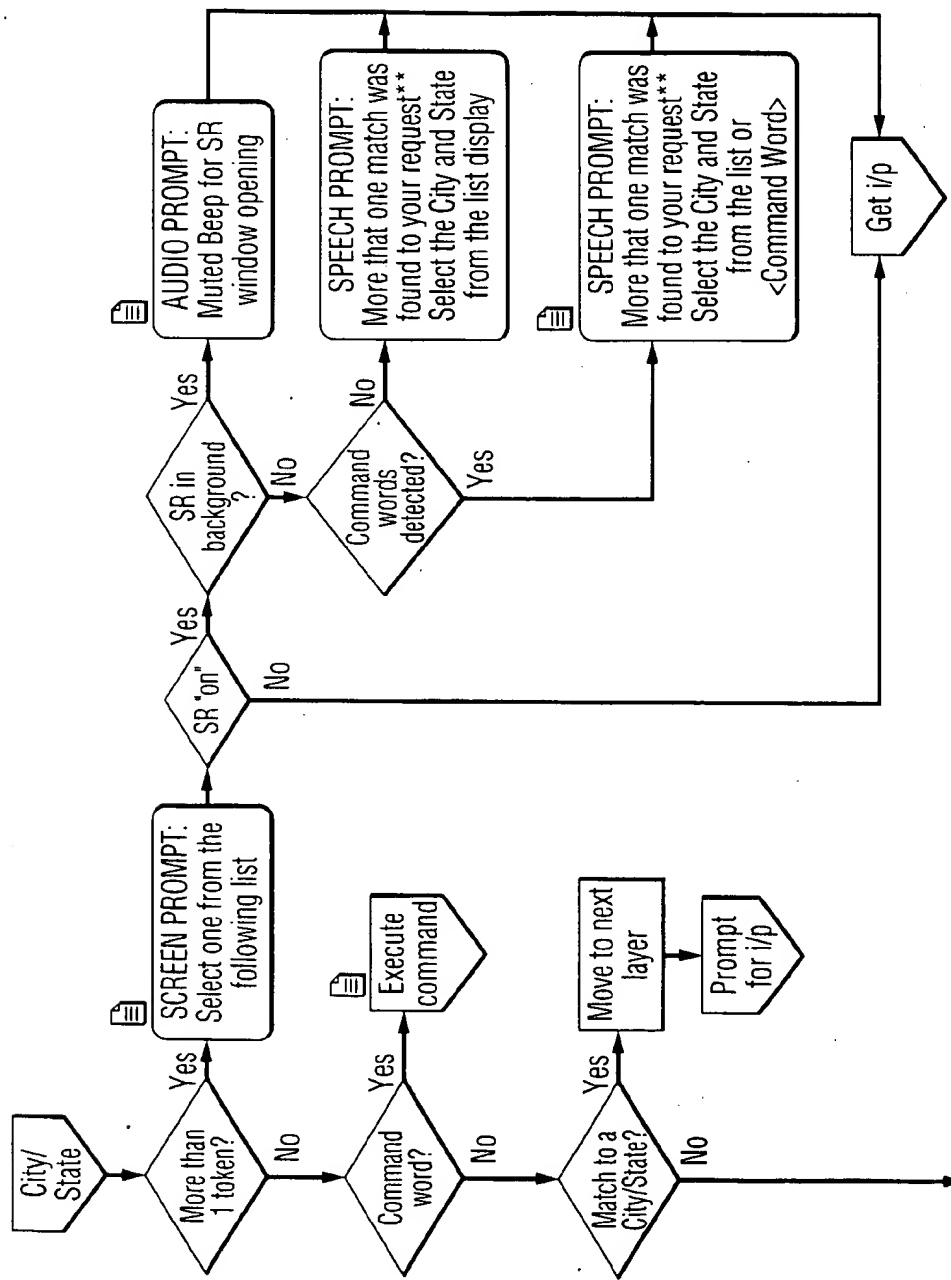 City/
State
More than
1 token?
Yes
No
SCREEN PROMPT:
Select one from the
following list
SR "on"
Yes
No
SR in
background
?
Yes
No
AUDIO PROMPT:
Muted Beep for SR
window opening
Command
words
detected?
No
Yes
SPEECH PROMPT:
More that one match was
found to your request**
Select the City and State
from the list display
SPEECH PROMPT:
More that one match was
found to your request**
Select the City and State
from the list or
<Command Word>
Get i/p
Command
word?
Yes
No
Execute
command
Match to a
City/State?
Yes
No
Move to next
layer
Prompt
for i/p